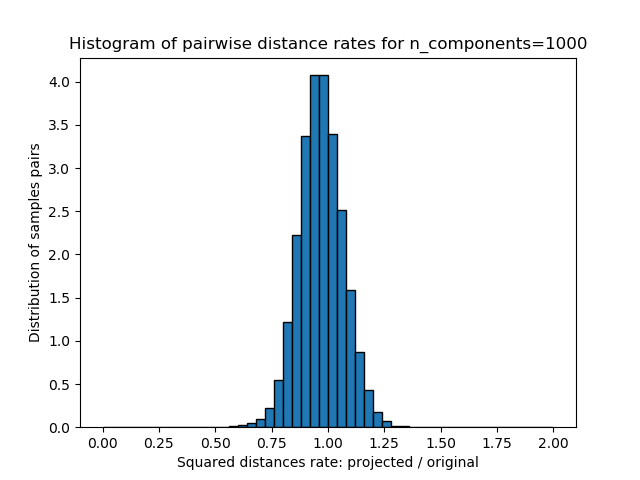 Histogram of pairwise distance rates for n_components=1000
Distribution of samples pairs
4.0
3.5
3.0
2.5
2.0
1.5
1.0
0.5
0.0
0.00 0.25 0.50 0.75 1.00 1.25 1.50 1.75 2.00
Squared distances rate: projected / original